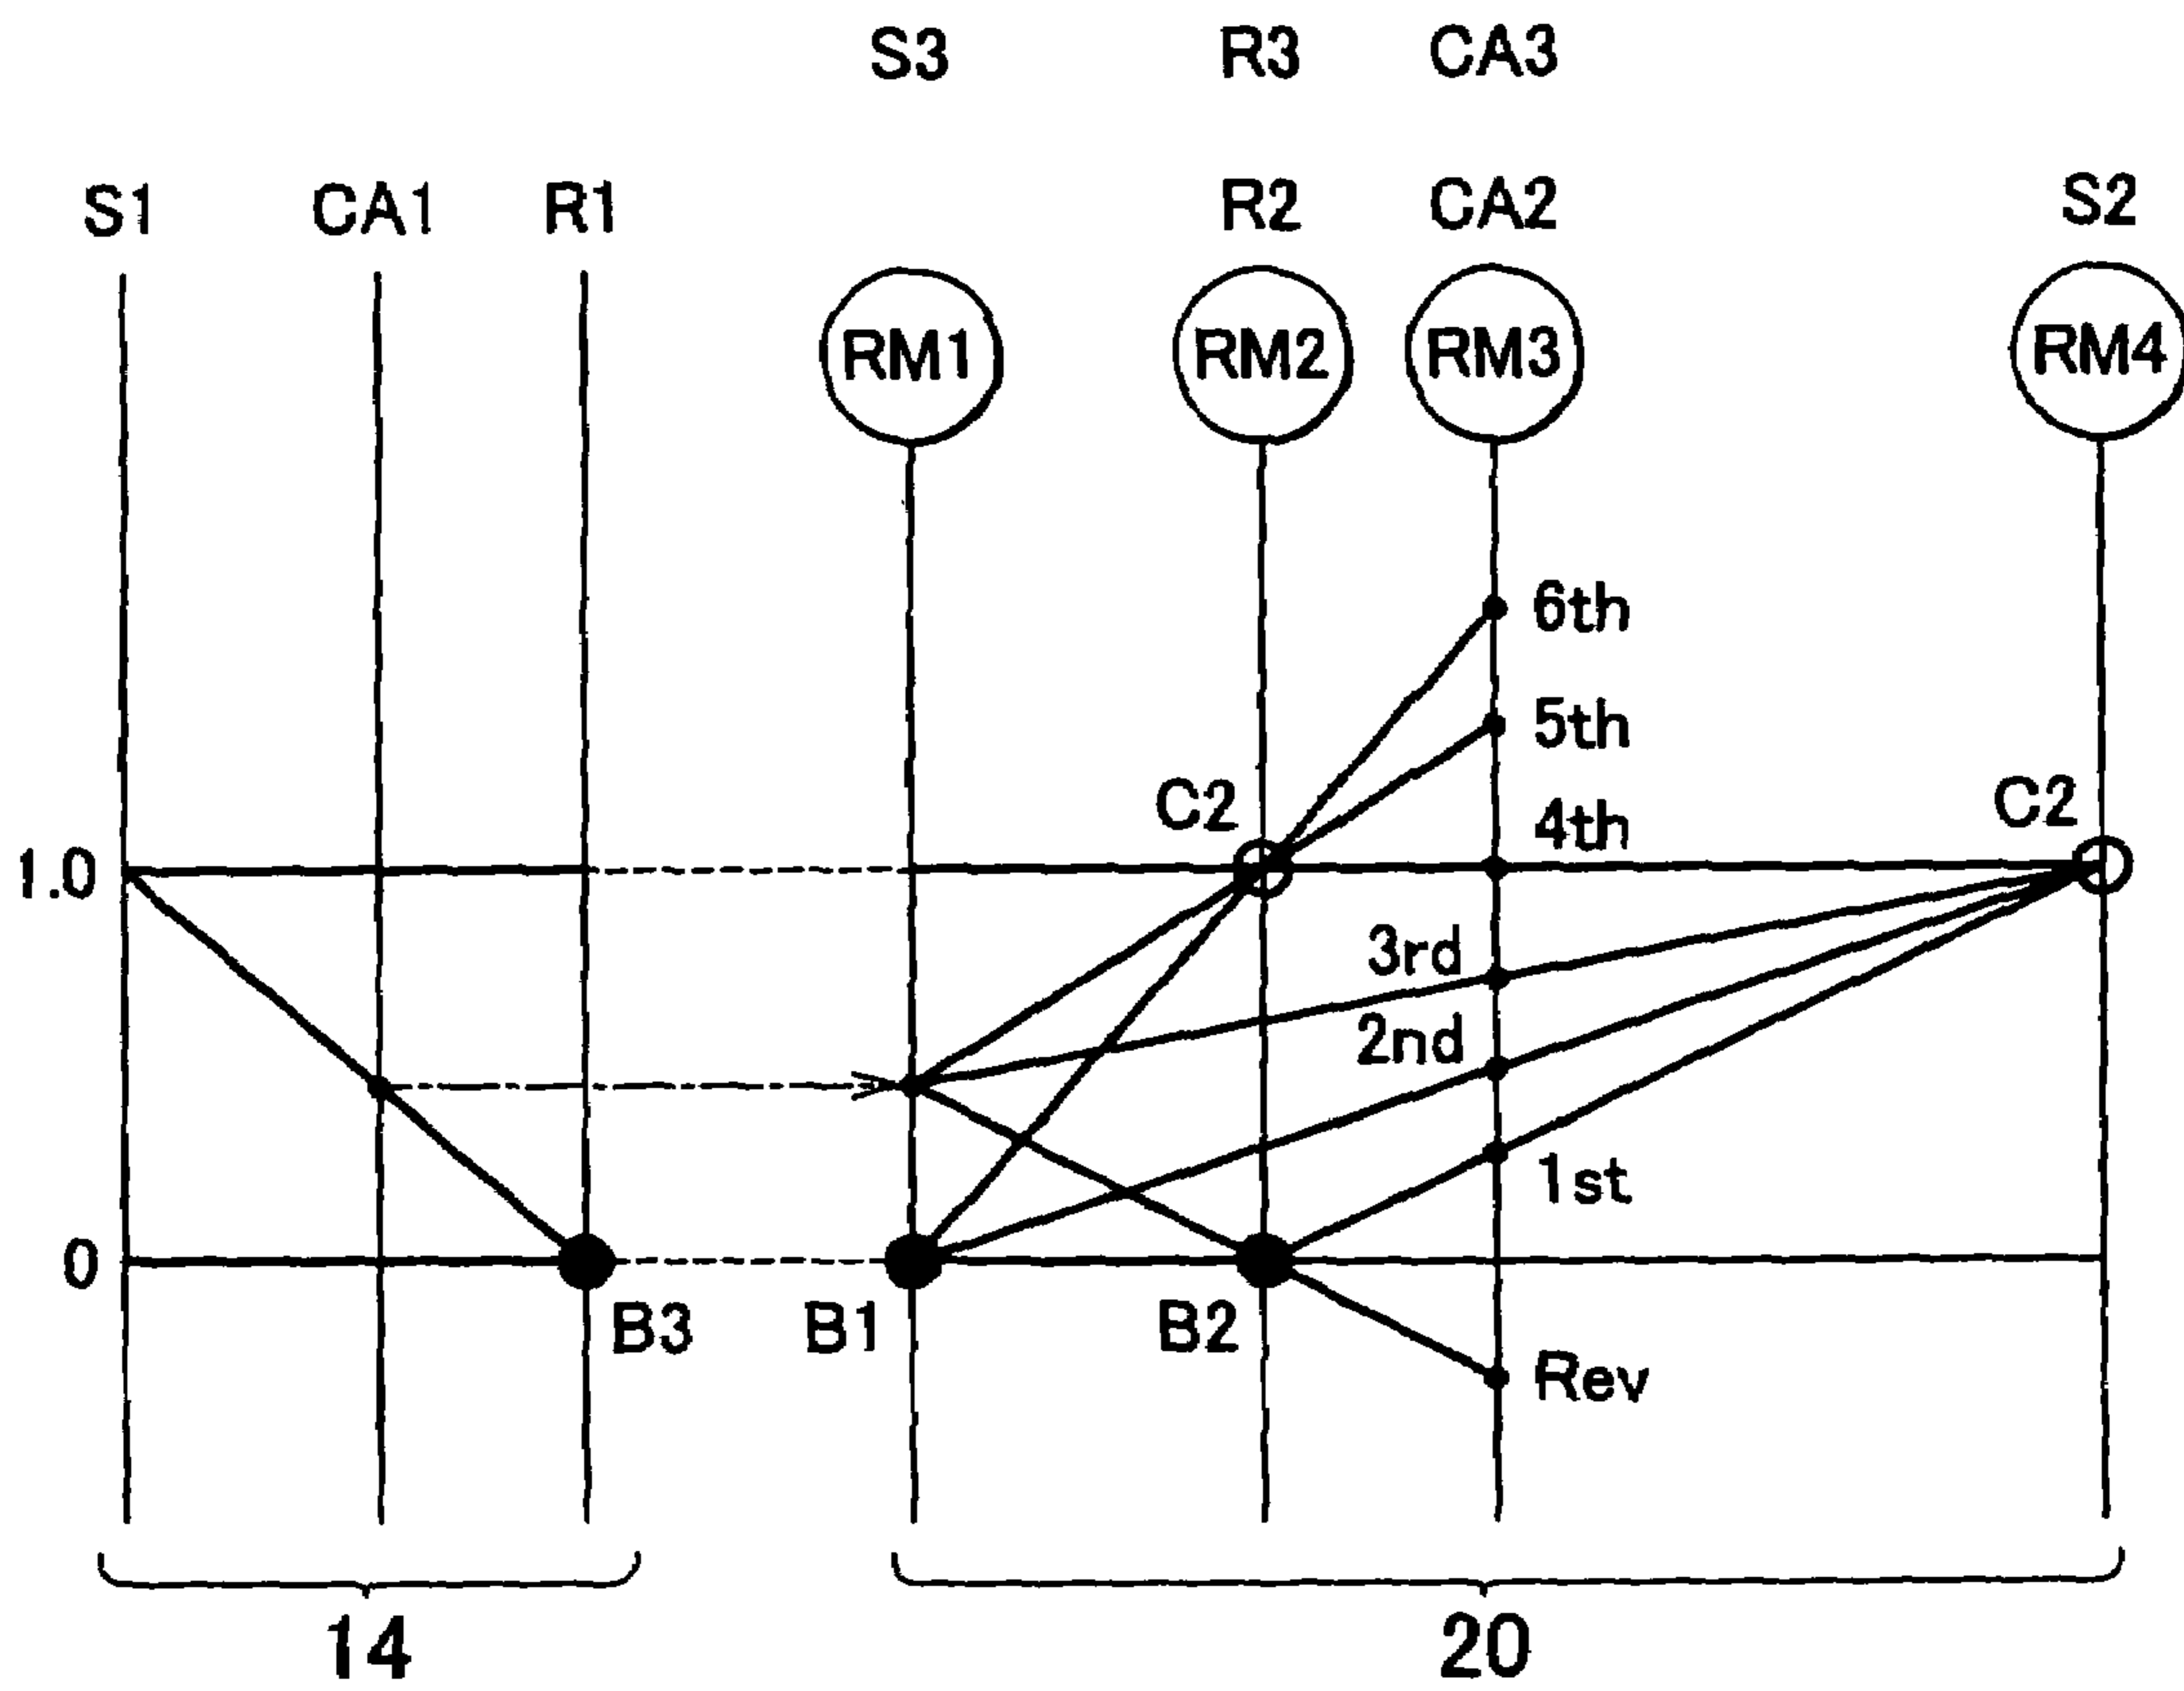 S3 R3 CA3
S1 CA1 R1 R2 CA2 S2
RM1 RM2 RM3 RM4
6th
5th
C2 C2
4th
1.0
3rd
2nd
1st
0
B3 B1 B2
Rev
14 20